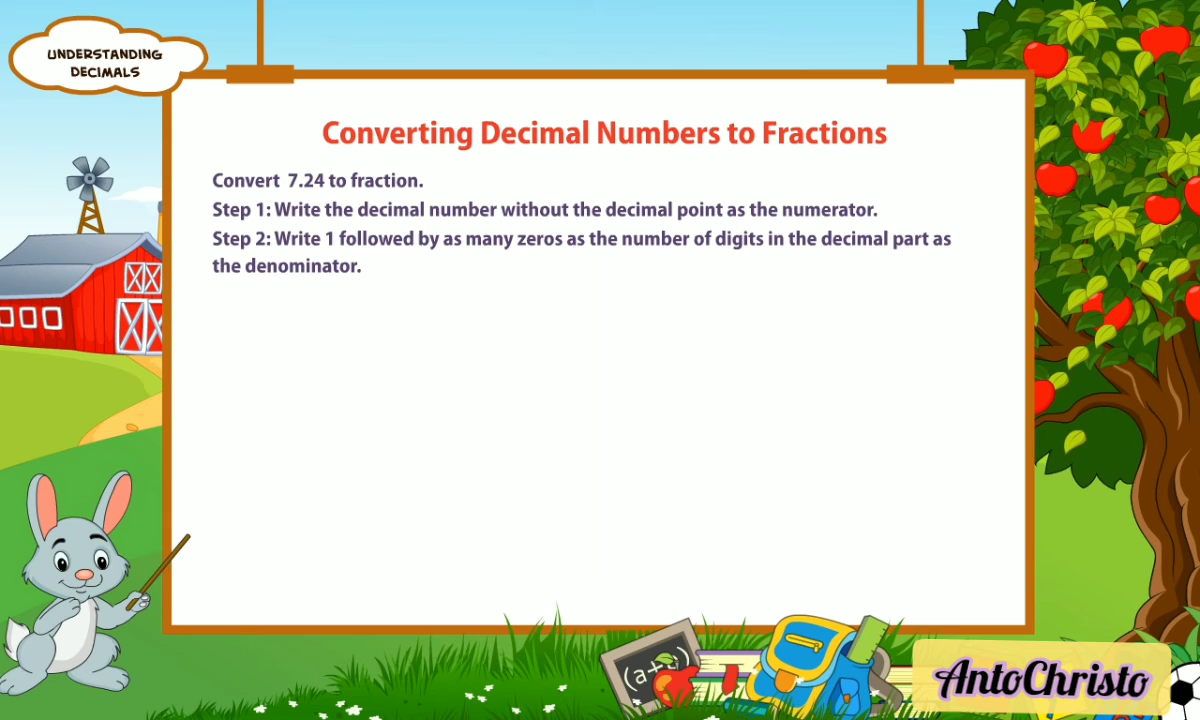 UNDERSTANDING
DECIMALS
Converting Decimal Numbers to Fractions
Convert 7.24 to fraction.
Step 1: Write the decimal number without the decimal point as the numerator.
Step 2: Write 1 followed by as many zeros as the number of digits in the decimal part as
the denominator.
AntoChristo